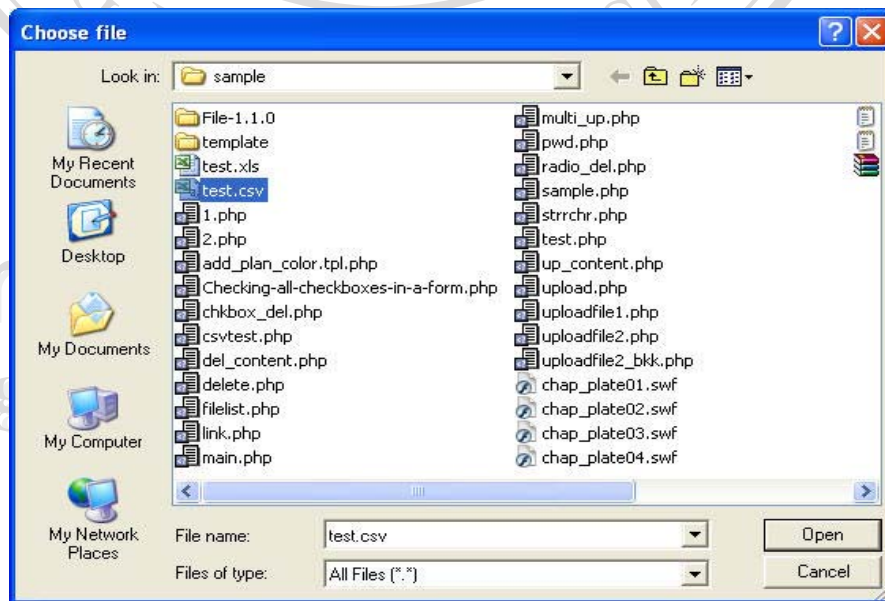 Choose file
Look in:
sample
My Recent
Documents
Desktop
My Documents
My Computer
My Network
Places
File-1.1.0
template
test.xls
test.csv
1.php
2.php
add_plan_color.tpl.php
Checking-all-checkboxes-in-a-form.php
chkbox_del.php
csvtest.php
del_content.php
delete.php
filelist.php
link.php
main.php
multi_up.php
pwd.php
radio_del.php
sample.php
strrchr.php
test.php
up_content.php
upload.php
uploadfile1.php
uploadfile2.php
uploadfile2_bkk.php
chap_plate01.swf
chap_plate02.swf
chap_plate03.swf
chap_plate04.swf
File name:
test.csv
Open
Files of type:
All Files (*.*)
Cancel